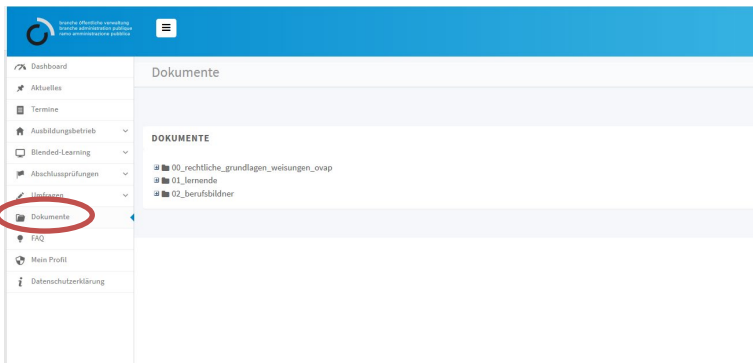 branche öffentliche verwaltung
branche administration publique
ramo amministrazione pubblica
Dashboard
Aktuelles
Termine
Ausbildungsbetrieb
Blended-Learning
Abschlussprüfungen
Umfragen
Dokumente
FAQ
Mein Profil
Datenschutzerklärung
Dokumente
DOKUMENTE
00_rechtliche_grundlagen_weisungen_ovap
01_lernende
02_berufsbildner